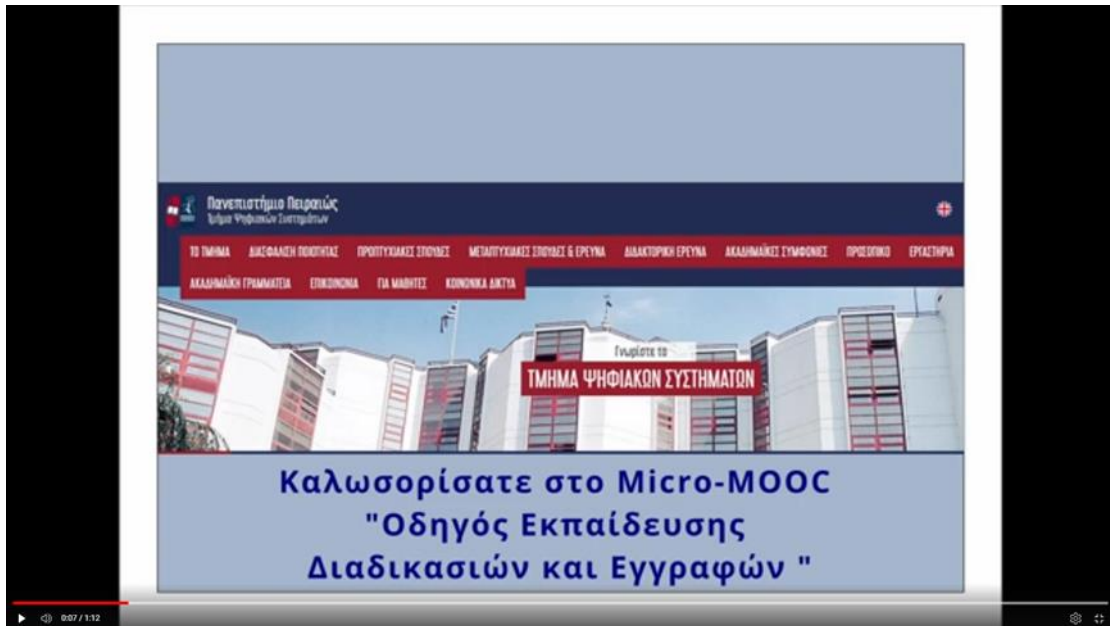 Πανεπιστήμιο Πειραιώς
Τμήμα Ψηφιακών Συστημάτων
ΤΟ ΤΜΗΜΑ ΔΙΑΣΦΑΛΙΣΗ ΠΟΙΟΤΗΤΑΣ ΠΡΟΠΤΥΧΙΑΚΕΣ ΣΠΟΥΔΕΣ ΜΕΤΑΠΤΥΧΙΑΚΕΣ ΣΠΟΥΔΕΣ & ΕΡΕΥΝΑ ΔΙΔΑΚΤΟΡΙΚΗ ΕΡΕΥΝΑ ΑΚΑΔΗΜΑΪΚΕΣ ΣΥΜΦΩΝΙΕΣ ΠΡΟΣΩΠΙΚΟ ΕΡΓΑΣΤΗΡΙΑ
ΑΚΑΔΗΜΑΪΚΗ ΓΡΑΜΜΑΤΕΙΑ ΕΠΙΚΟΙΝΩΝΙΑ ΓΙΑ ΜΑΘΗΤΕΣ ΚΟΙΝΩΝΙΚΑ ΔΙΚΤΥΑ
Γνωρίστε το
ΤΜΗΜΑ ΨΗΦΙΑΚΩΝ ΣΥΣΤΗΜΑΤΩΝ
Καλωσορίσατε στο Micro-MOOC
"Οδηγός Εκπαίδευσης
Διαδικασιών και Εγγραφών "
0:07 / 1:12